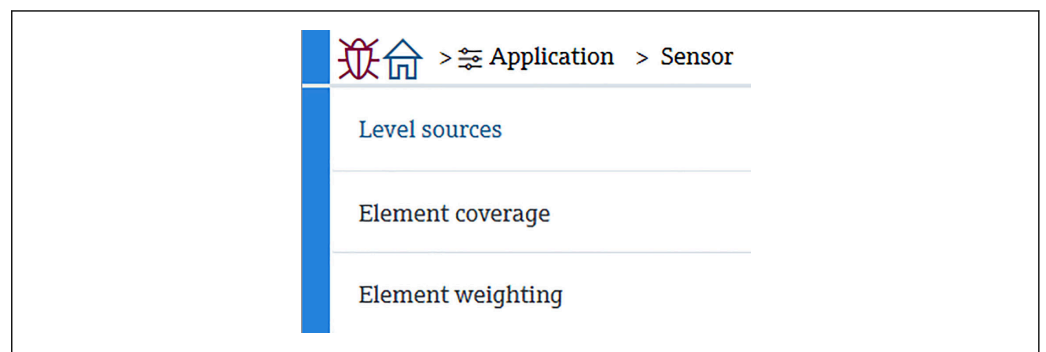 > Application > Sensor
Level sources
Element coverage
Element weighting